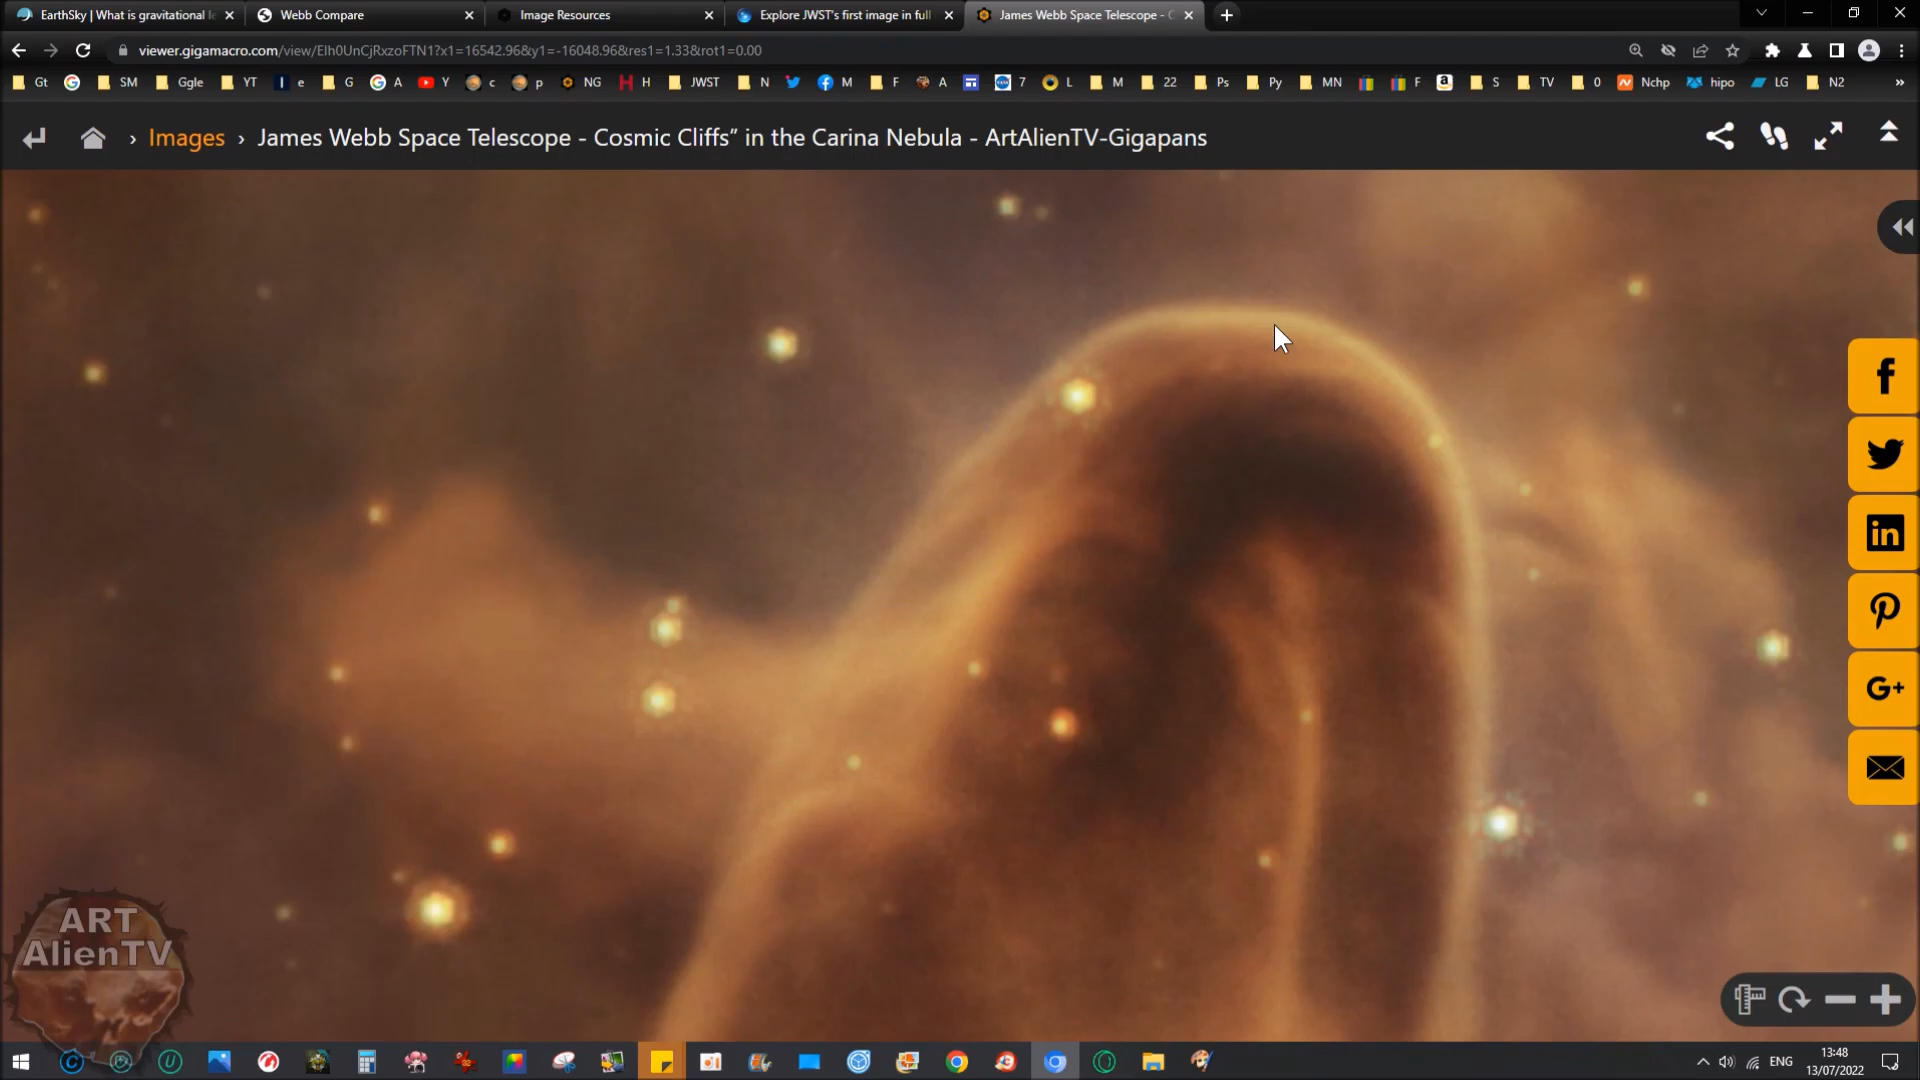 EarthSky | What is gravitational le
Webb Compare
Image Resources
Explore JWST's first image in full
James Webb Space Telescope - C
viewer.gigamacro.com/view/Elh0UnCjRxzoFTN1?x1=16542.96&y1=-16048.96&res1=1.33&rot1=0.00
Gt SM Ggle YT e G A Y c p NG H JWST N M F A 7 L M 22 Ps Py MN F S TV 0 Nchp hipo LG N2 »
› Images › James Webb Space Telescope - Cosmic Cliffs” in the Carina Nebula - ArtAlienTV-Gigapans
f
in
G+
ART
AlienTV
ENG
13:48
13/07/2022